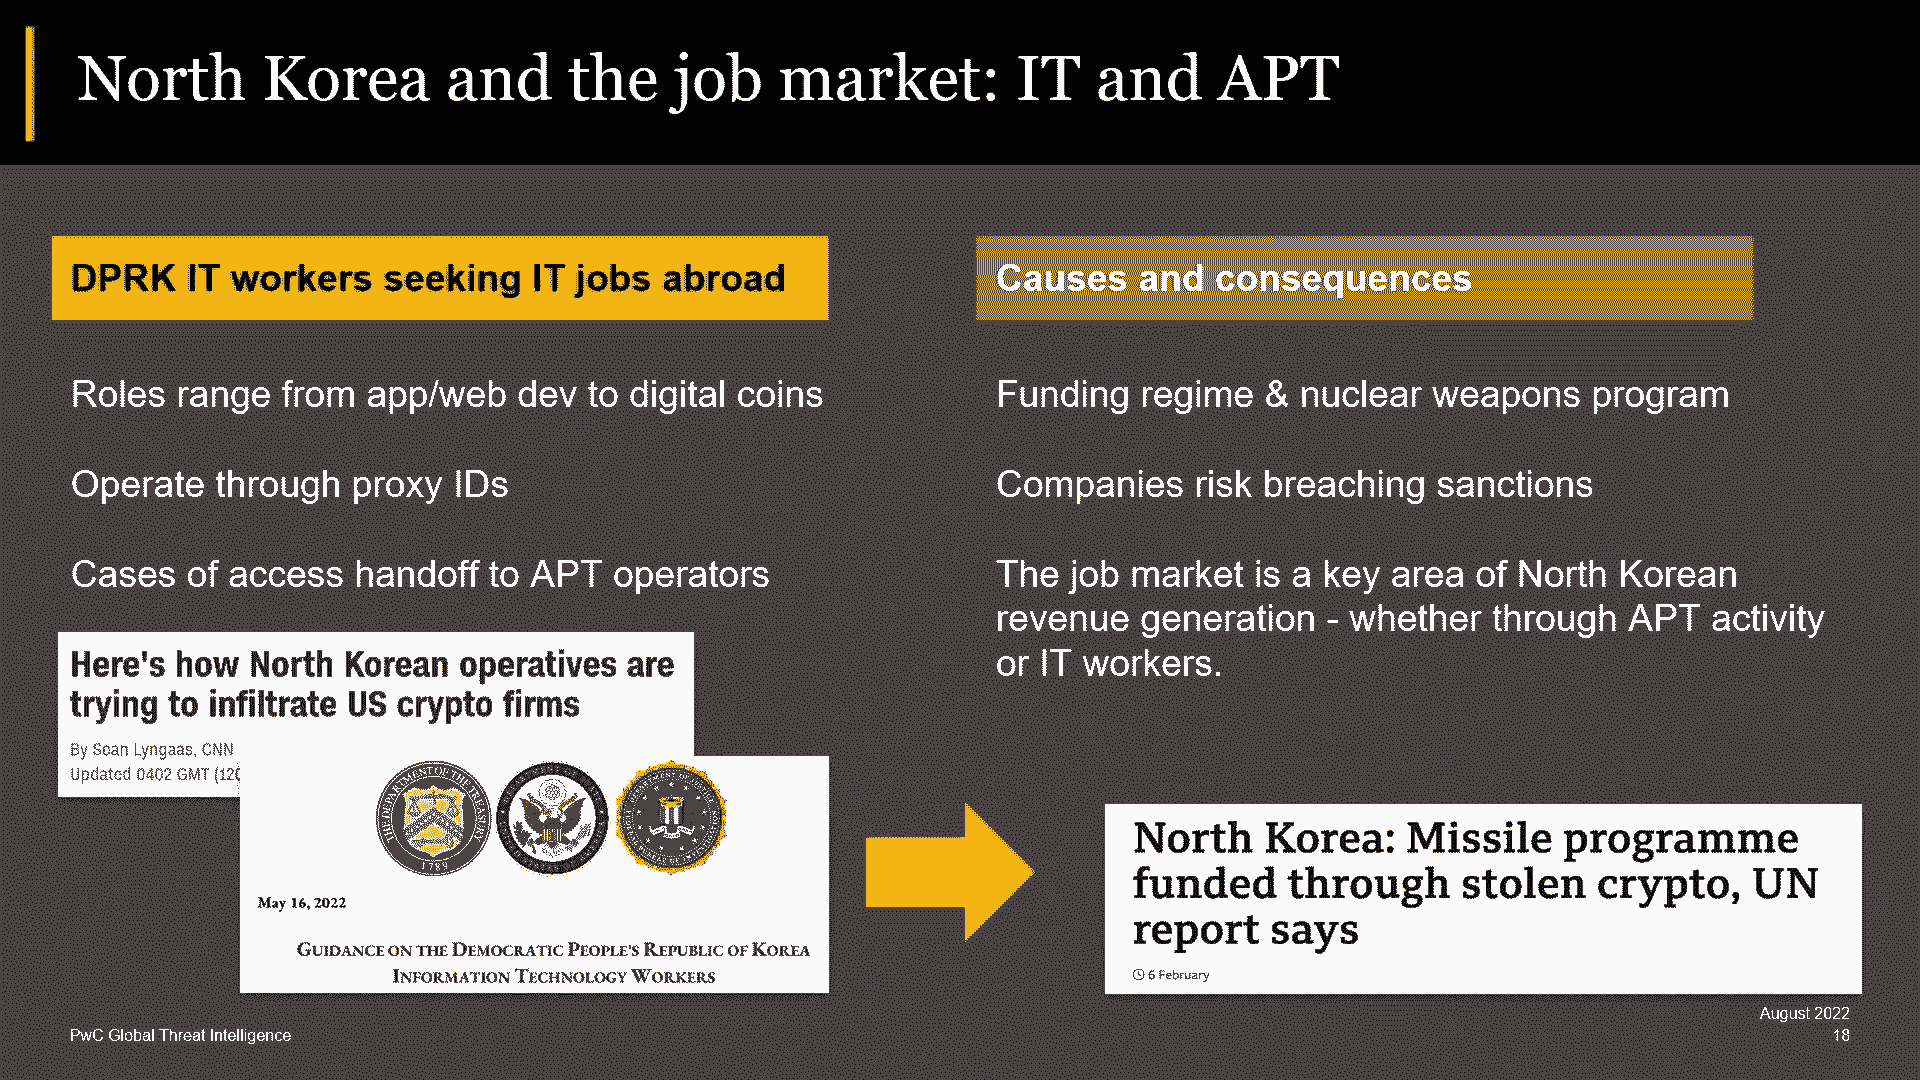 North Korea and the job market: IT and APT
DPRK IT workers seeking IT jobs abroad
Roles range from app/web dev to digital coins
Operate through proxy IDs
Cases of access handoff to APT operators
Here's how North Korean operatives are
trying to infiltrate US crypto firms
By Sean Lyngaas, CNN
Updated 0402 GMT
THE DEPARTMENT OF THE TREASURY
1789
May 16, 2022
GUIDANCE ON THE DEMOCRATIC PEOPLE'S REPUBLIC OF KOREA
INFORMATION TECHNOLOGY WORKERS
Causes and consequences
Funding regime & nuclear weapons program
Companies risk breaching sanctions
The job market is a key area of North Korean
revenue generation - whether through APT activity
or IT workers.
North Korea: Missile programme
funded through stolen crypto, UN
report says
6 February
PwC Global Threat Intelligence
August 2022
18